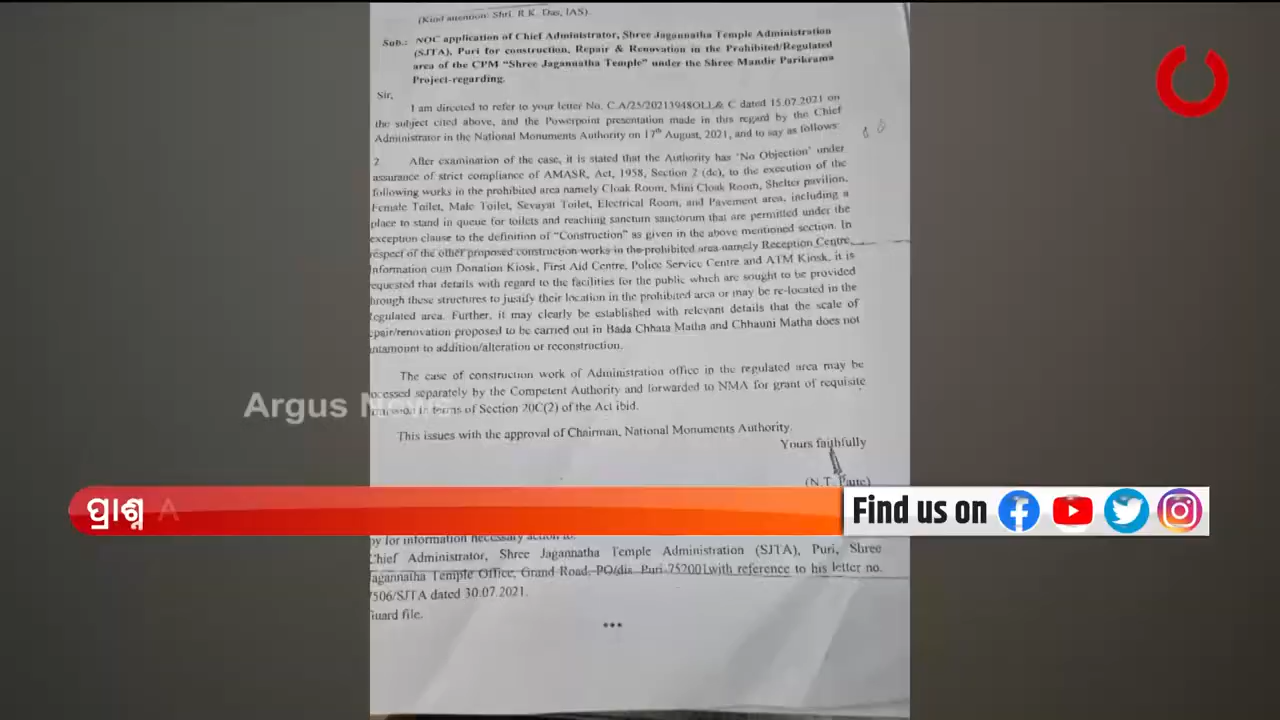 (Kind attention: Shri. R.K. Das, IAS).
Sub.: NOC application of Chief Administrator, Shree Jagannatha Temple Administration
(SJTA), Puri for construction, Repair & Renovation in the Prohibited/Regulated
area of the CPM "Shree Jagannatha Temple" under the Shree Mandir Parikrama
Project-regarding.
Sir,
I am directed to refer to your letter No. dated 15.07.2021 on
the subject cited above, and the Powerpoint presentation made in this regard by the Chief
Administrator in the National Monuments Authority on 17th August, 2021, and to say as follows:
2 After examination of the case, it is stated that the Authority has 'No Objection' under
assurance of strict compliance of AMASR, Act, 1958, Section 2 (dc), to the execution of the
following works in the prohibited area namely Cloak Room, Mini Cloak Room, Shelter pavilion,
Female Toilet, Male Toilet, Sevayat Toilet, Electrical Room, and Pavement area, including a
place to stand in queue for toilets and reaching sanctum sanctorum that are permitted under the
exception clause to the definition of "Construction" as given in the above mentioned section. In
respect of the other proposed construction works in the prohibited area namely Reception Centre,
Information cum Donation Kiosk, First Aid Centre, Police Service Centre and ATM Kiosk, it is
equested that details with regard to the facilities for the public which are sought to be provided
hrough these structures to justify their location in the prohibited area or may be re-located in the
egulated area. Further, it may clearly be established with relevant details that the scale of
epair/renovation proposed to be carried out in Bada Chhata Matha and Chhauni Matha does not
antamount to addition/alteration or reconstruction.
The case of construction work of Administration office in the regulated area may be
ocessed separately by the Competent Authority and forwarded to NMA for grant of requisite
in terms of Section 20C(2) of the Act ibid.
This issues with the approval of Chairman, National Monuments Authority.
Yours faithfully
(N.T. Paite)
Argus News
ପ୍ରଶ୍ନ A
Find us on
py for information necessary action to:
Chief Administrator, Shree Jagannatha Temple Administration (SJTA), Puri, Shree
Jagannatha Temple Office, Grand Road, PO/dis Puri-752001with reference to his letter no.
7506/SJTA dated 30.07.2021.
Guard file.
***